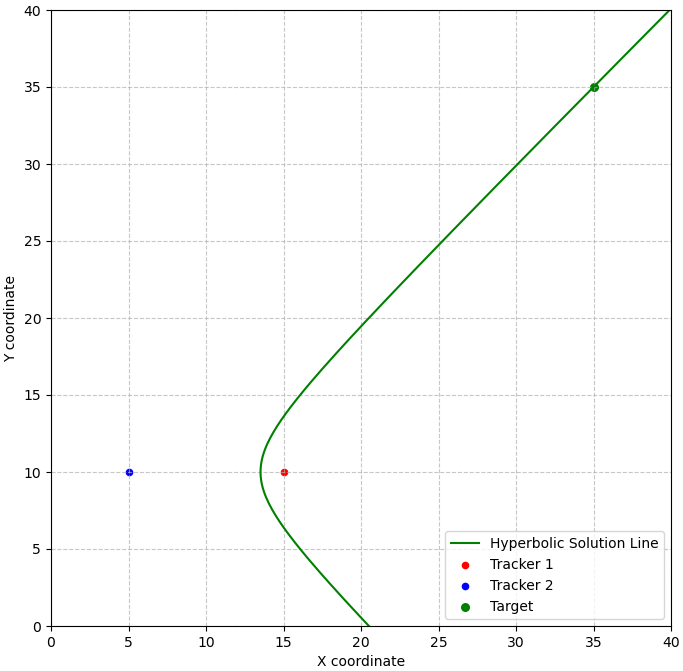 40
35
30
25
20
15
10
5
0
Y coordinate
0 5 10 15 20 25 30 35 40
X coordinate
Hyperbolic Solution Line
Tracker 1
Tracker 2
Target